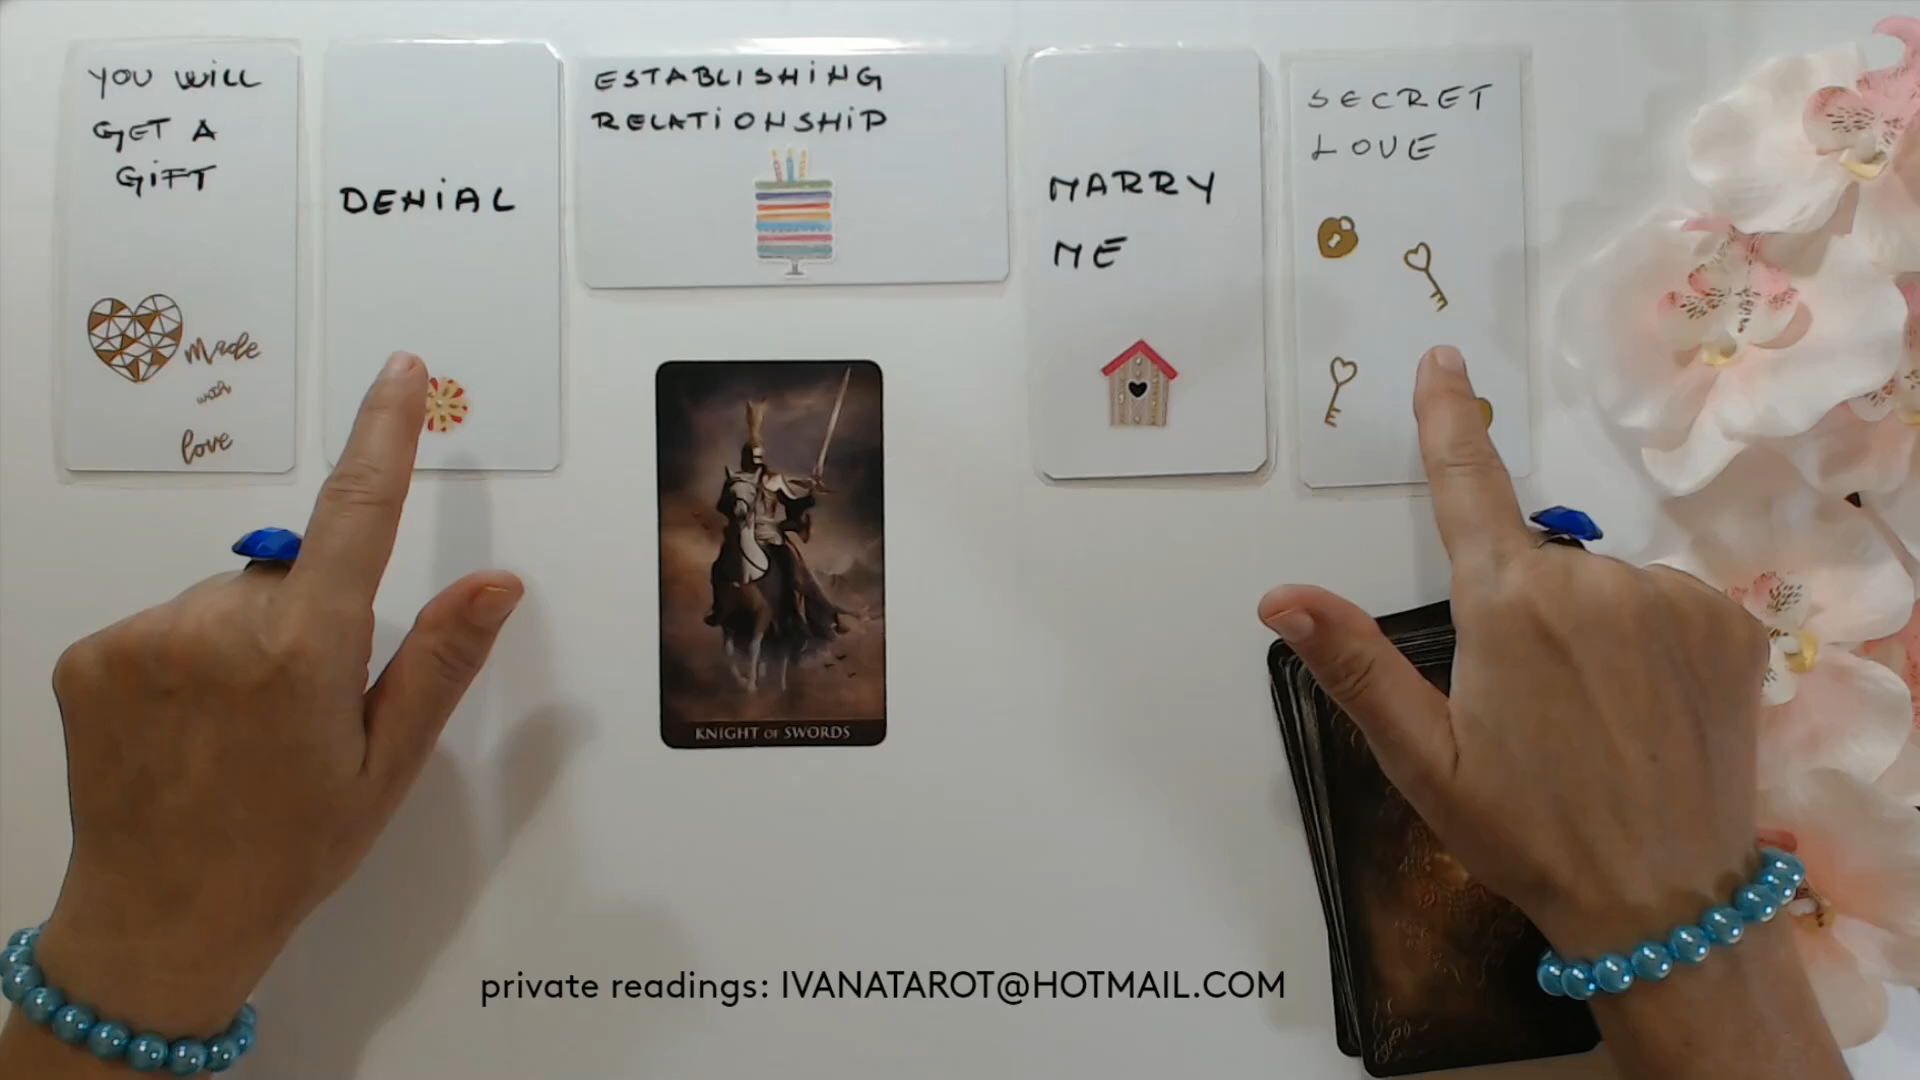 YOU WILL
GET A
GIFT
Made
with
love
DENIAL
ESTABLISHING
RELATIONSHIP
MARRY
ME
SECRET
LOVE
KNIGHT OF SWORDS
private readings: IVANATAROT@HOTMAIL.COM